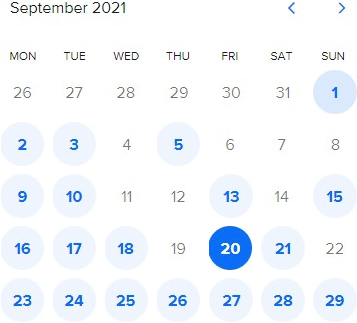 September 2021
MON TUE WED THU FRI SAT SUN
26 27 28 29 30 31 1
2 3 4 5 6 7 8
9 10 11 12 13 14 15
16 17 18 19 20 21 22
23 24 25 26 27 28 29